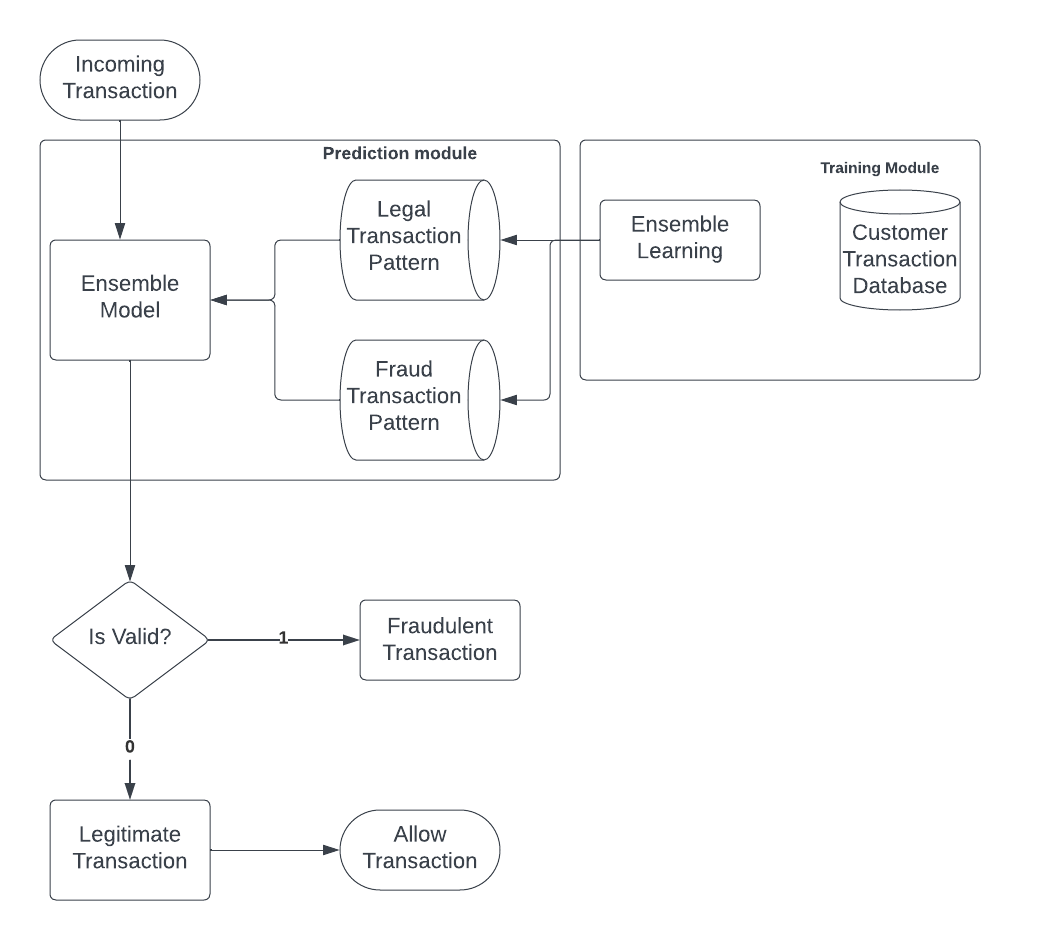 Incoming
Transaction
Prediction module
Training Module
Legal
Transaction
Pattern
Ensemble
Learning
Customer
Transaction
Database
Ensemble
Model
Fraud
Transaction
Pattern
Is Valid?
1
Fraudulent
Transaction
0
Legitimate
Transaction
Allow
Transaction